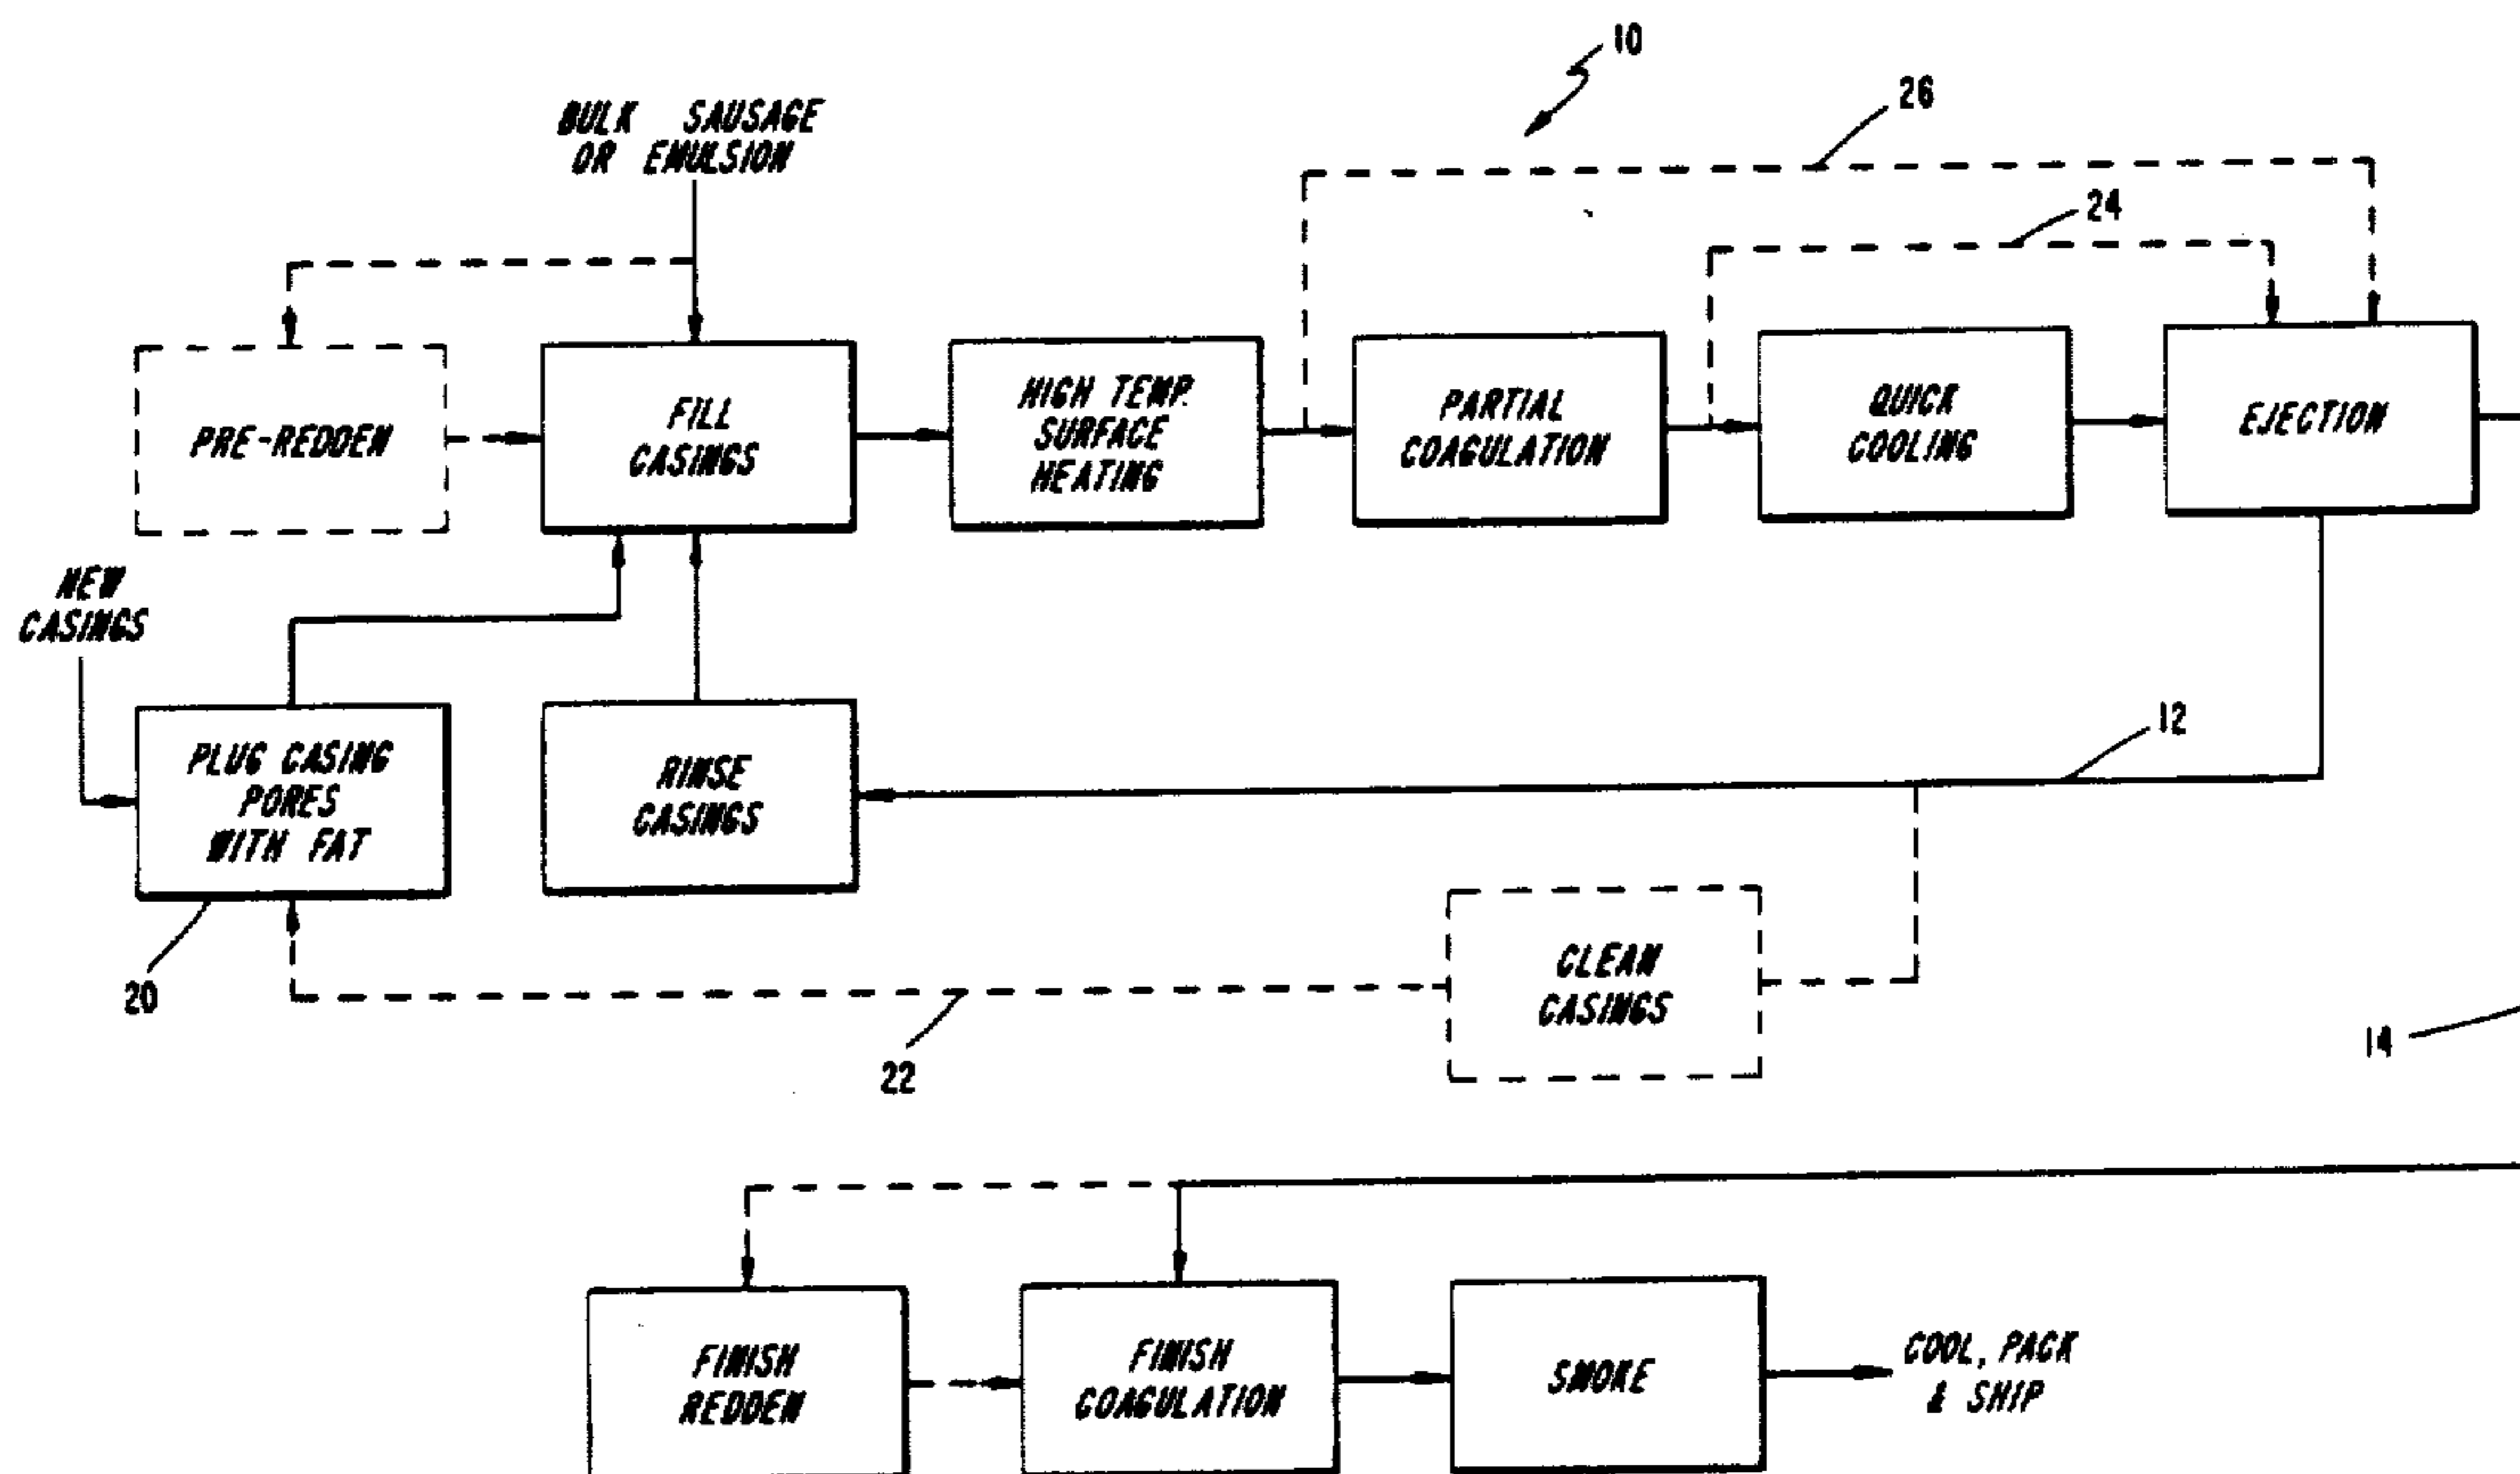 10
26
BULK SAUSAGE
OR EMULSION
24
PRE-REDDEN
FILL
CASINGS
HIGH TEMP.
SURFACE
HEATING
PARTIAL
COAGULATION
QUICK
COOLING
EJECTION
NEW
CASINGS
PLUG CASING
PORES
WITH FAT
RINSE
CASINGS
12
20
22
CLEAN
CASINGS
14
FINISH
REDDEN
FINISH
COAGULATION
SMOKE
COOL, PACK
& SHIP